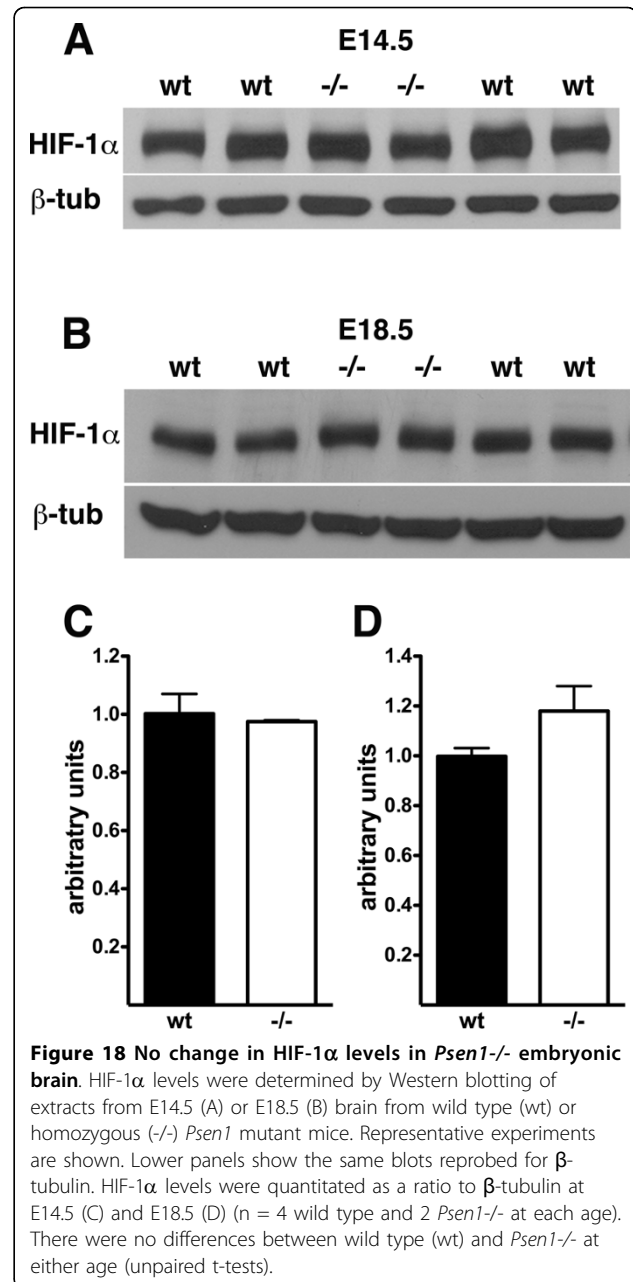 A
E14.5
wt wt -/- -/- wt wt
HIF-1α
β-tub
B
E18.5
wt wt -/- -/- wt wt
HIF-1α
β-tub
C
1.2
1.0
0.8
0.6
0.4
0.2
arbitratry units
wt -/-
D
1.4
1.2
1.0
0.8
0.6
0.4
0.2
arbitrary units
wt -/-
Figure 18 No change in HIF-1α levels in Psen1-/- embryonic
brain. HIF-1α levels were determined by Western blotting of
extracts from E14.5 (A) or E18.5 (B) brain from wild type (wt) or
homozygous (-/-) Psen1 mutant mice. Representative experiments
are shown. Lower panels show the same blots reprobed for β-
tubulin. HIF-1α levels were quantitated as a ratio to β-tubulin at
E14.5 (C) and E18.5 (D) (n = 4 wild type and 2 Psen1-/- at each age).
There were no differences between wild type (wt) and Psen1-/- at
either age (unpaired t-tests).